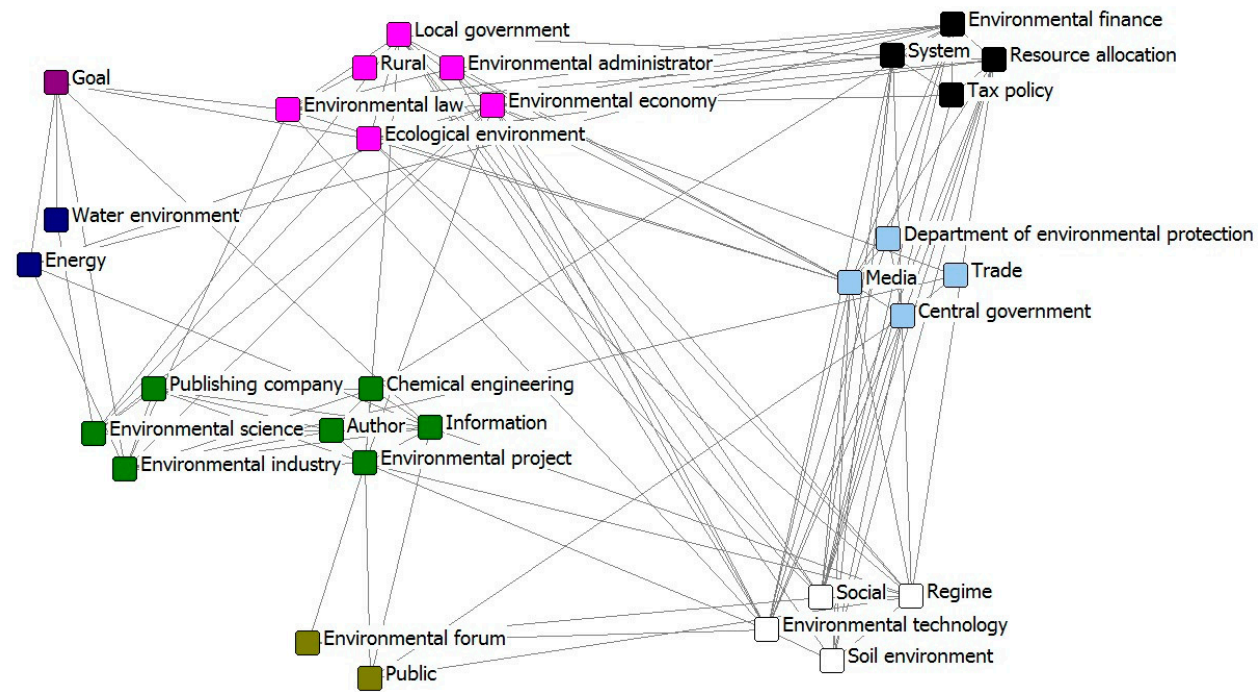 Environmental finance
Local government
System
Resource allocation
Rural
Environmental administrator
Goal
Tax policy
Environmental law
Environmental economy
Ecological environment
Water environment
Department of environmental protection
Energy
Media
Trade
Central government
Publishing company
Chemical engineering
Environmental science
Author
Information
Environmental industry
Environmental project
Social
Regime
Environmental technology
Environmental forum
Soil environment
Public